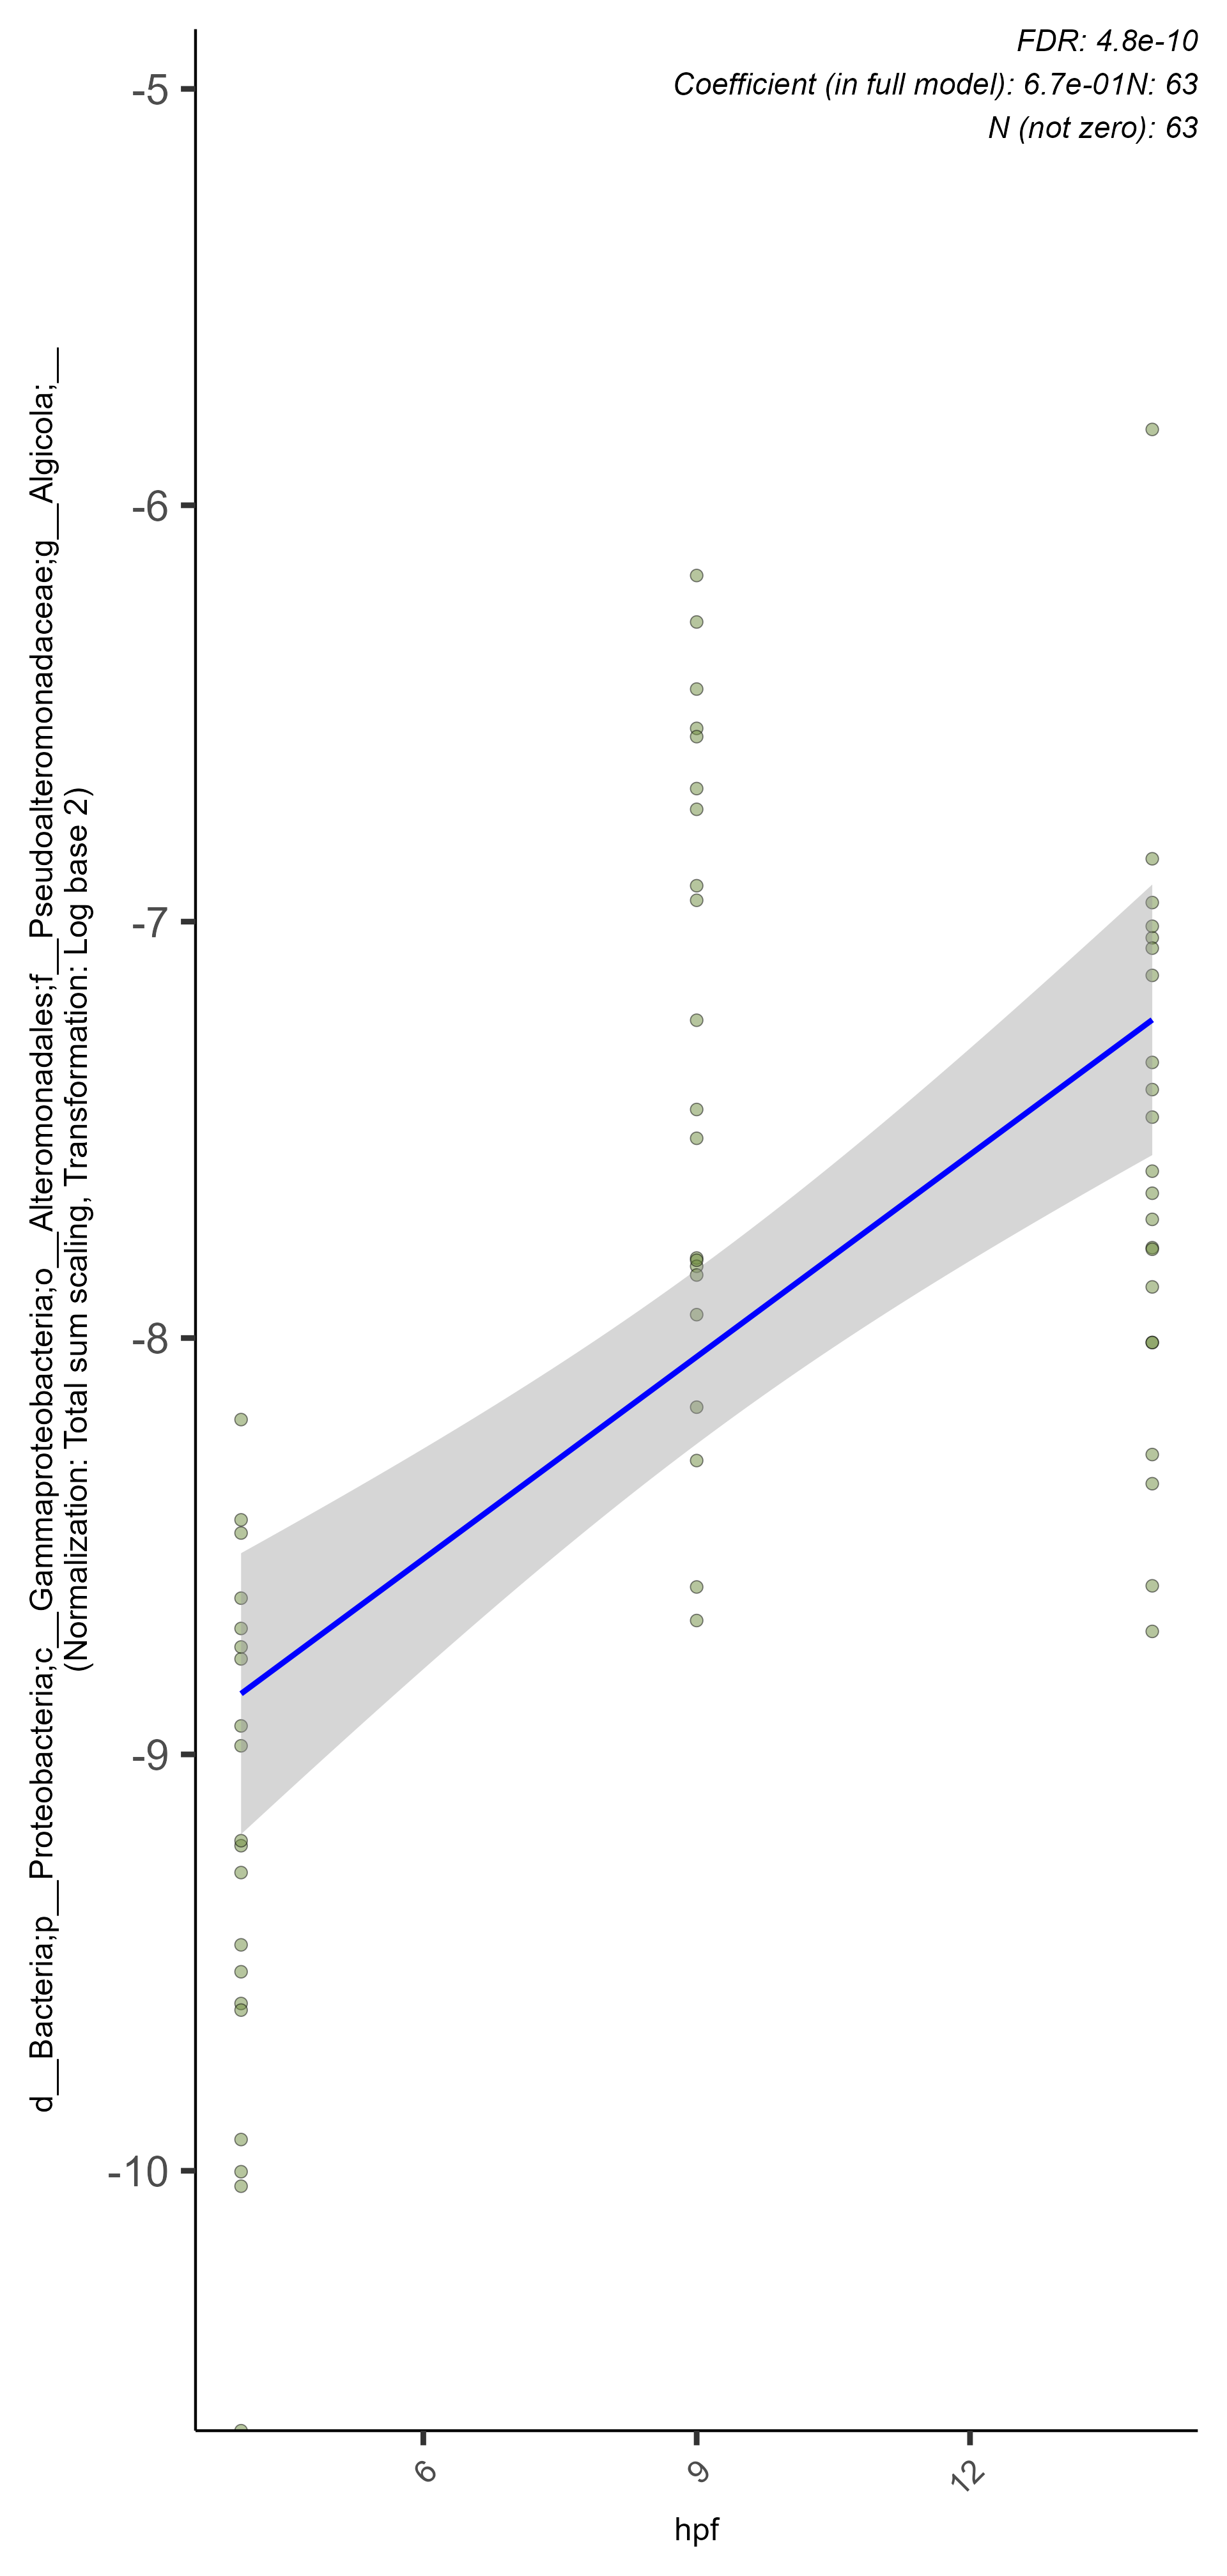 FDR: 4.8e-10
Coefficient (in full model): 6.7e-01N: 63
N (not zero): 63
d__Bacteria;p__Proteobacteria;c__Gammaproteobacteria;o__Alteromonadales;f__Pseudoalteromonadaceae;g__Algicola;__
(Normalization: Total sum scaling, Transformation: Log base 2)
-5
-6
-7
-8
-9
-10
6
9
12
hpf